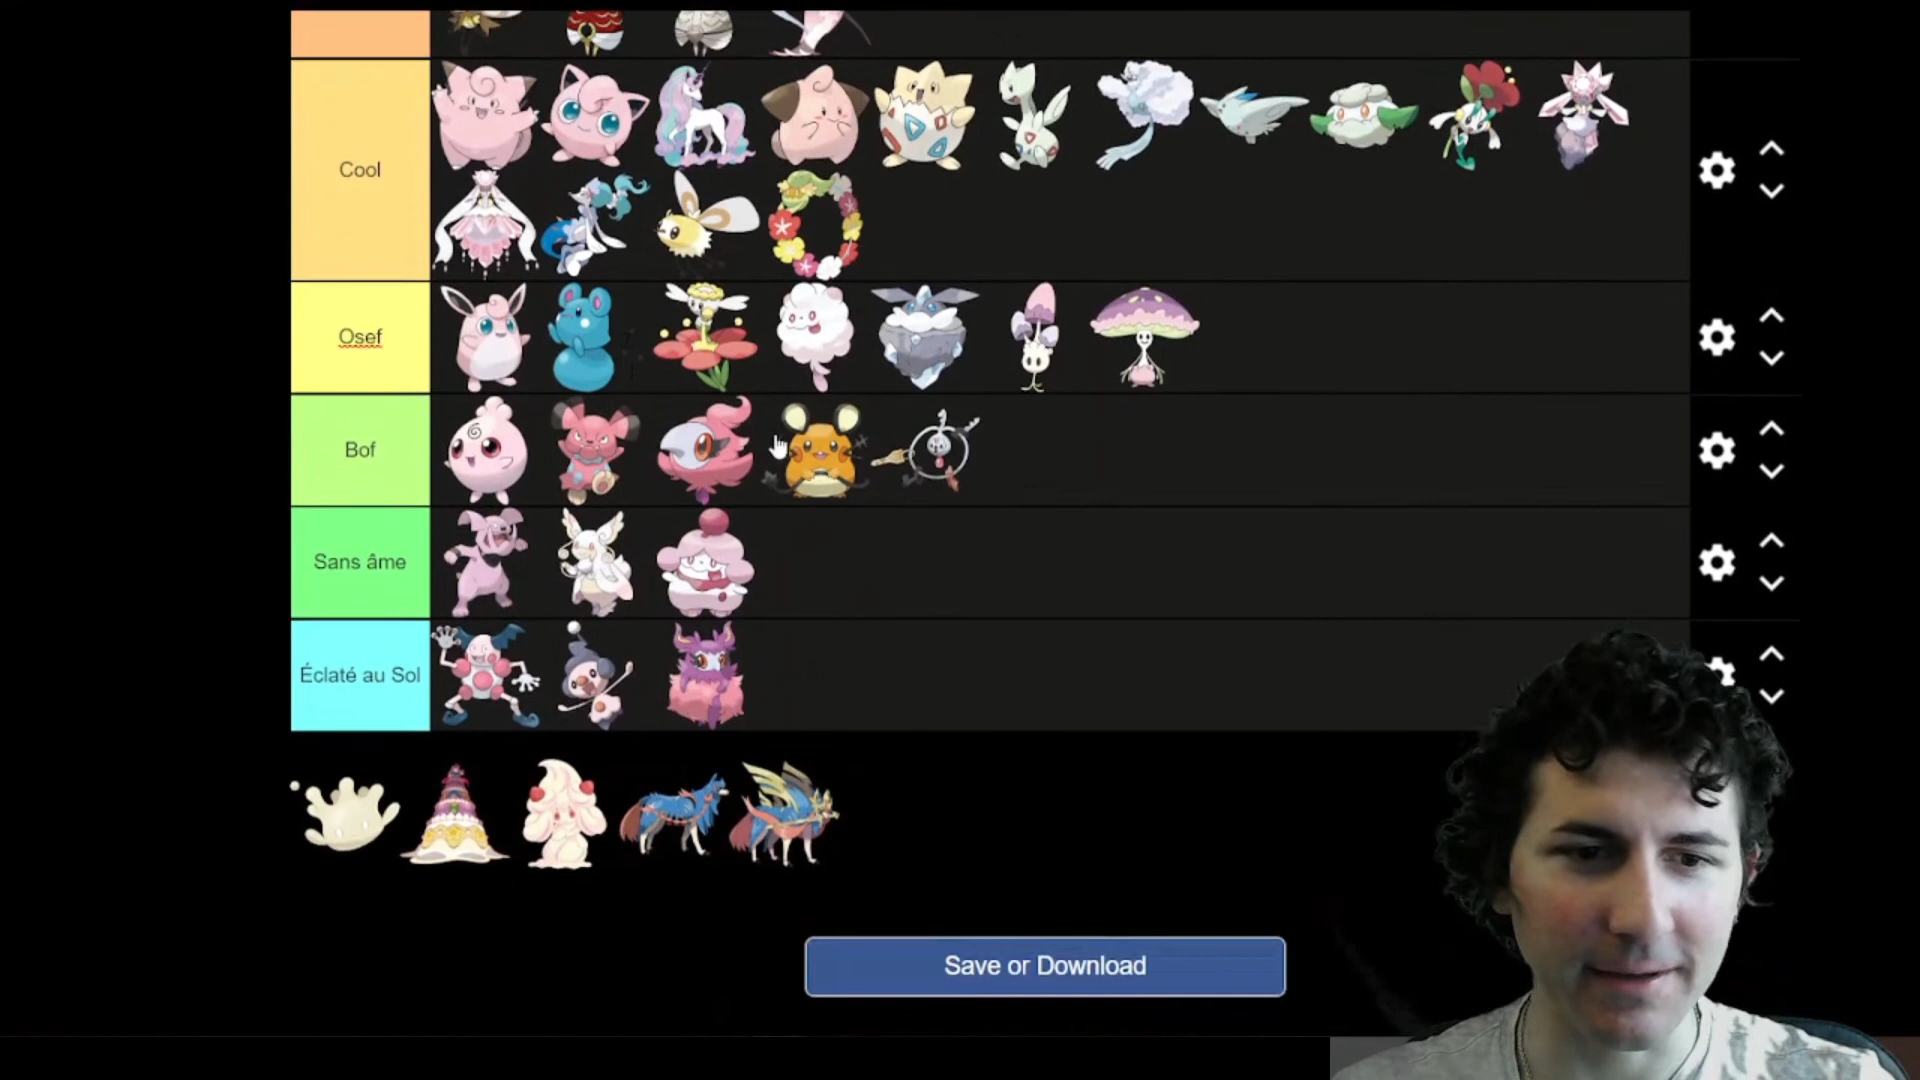 Cool
Osef
Bof
Sans âme
Éclaté au Sol
Save or Download